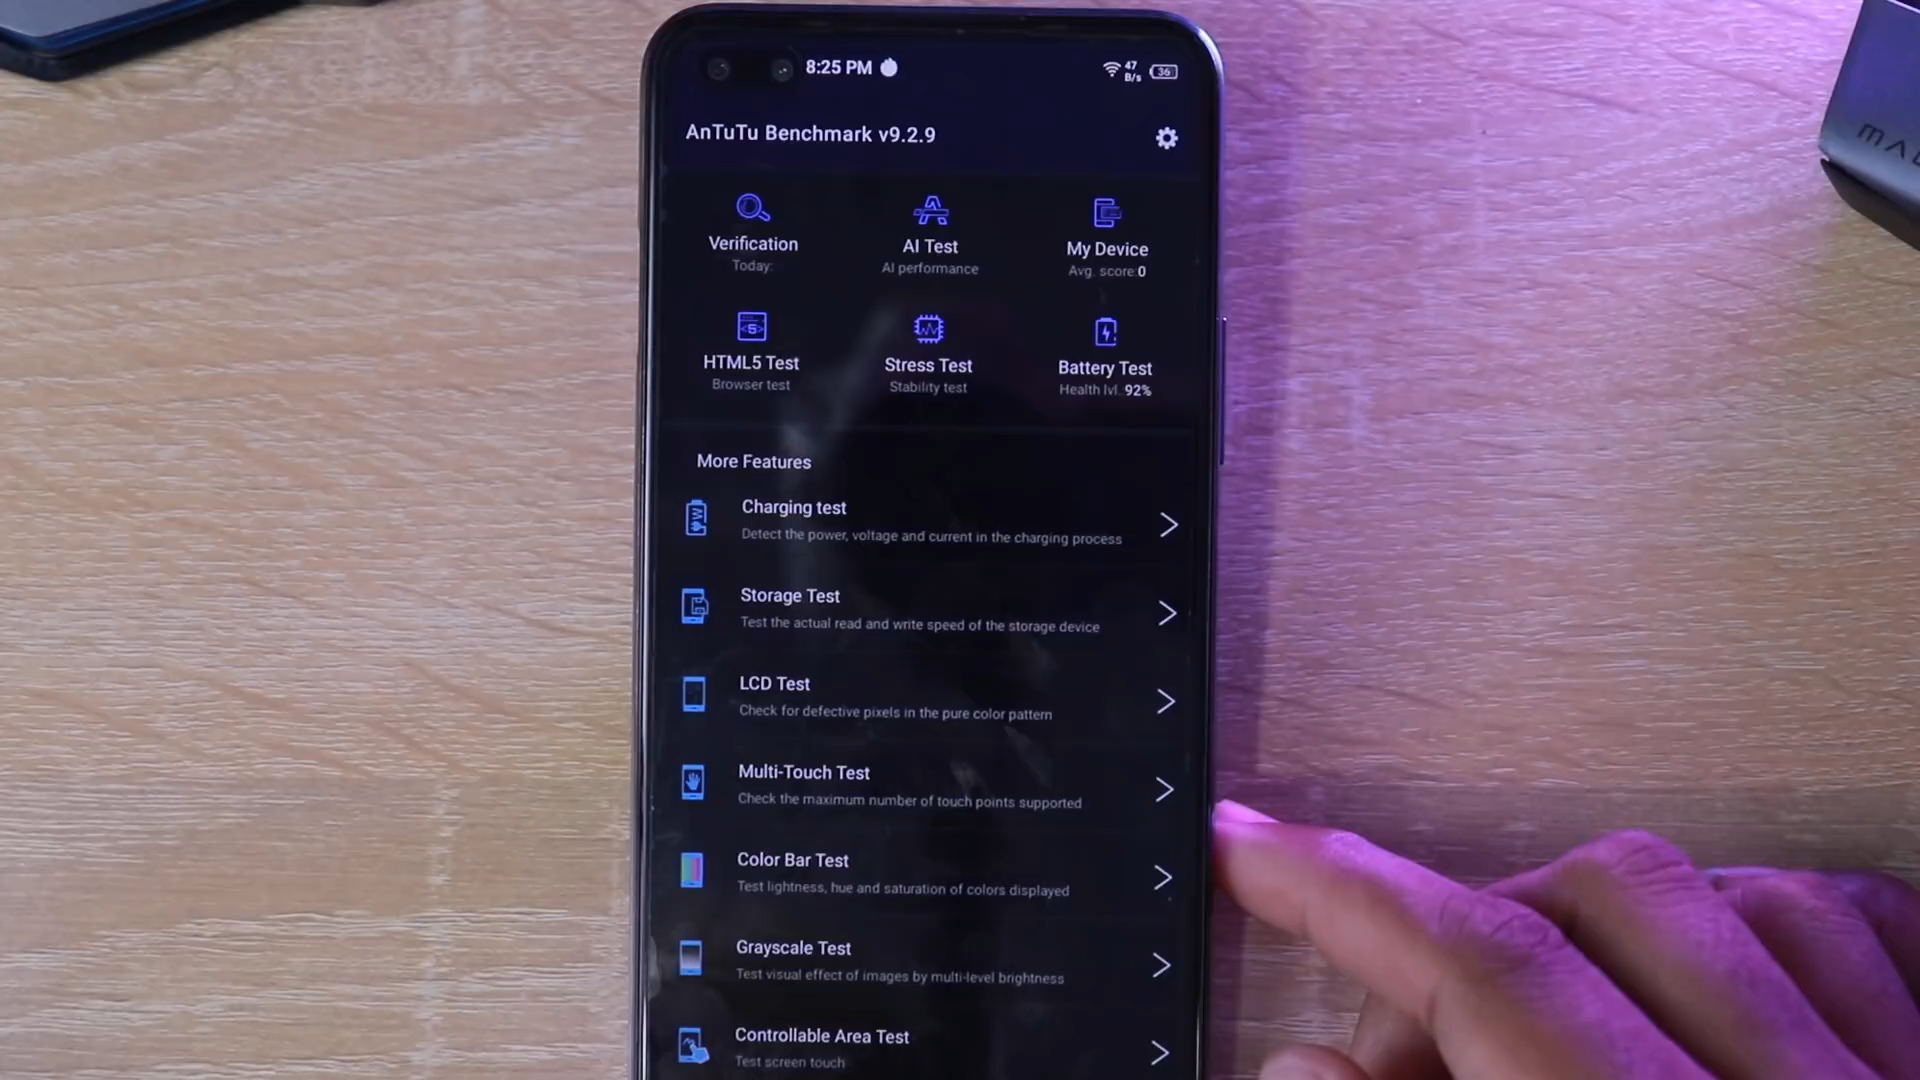 8:25 PM
47
B/s
36
AnTuTu Benchmark v9.2.9
Verification
Today:
AI Test
AI performance
My Device
Avg. score:0
HTML5 Test
Browser test
Stress Test
Stability test
Battery Test
Health lvl. 92%
More Features
Charging test
Detect the power, voltage and current in the charging process
Storage Test
Test the actual read and write speed of the storage device
LCD Test
Check for defective pixels in the pure color pattern
Multi-Touch Test
Check the maximum number of touch points supported
Color Bar Test
Test lightness, hue and saturation of colors displayed
Grayscale Test
Test visual effect of images by multi-level brightness
Controllable Area Test
Test screen touch